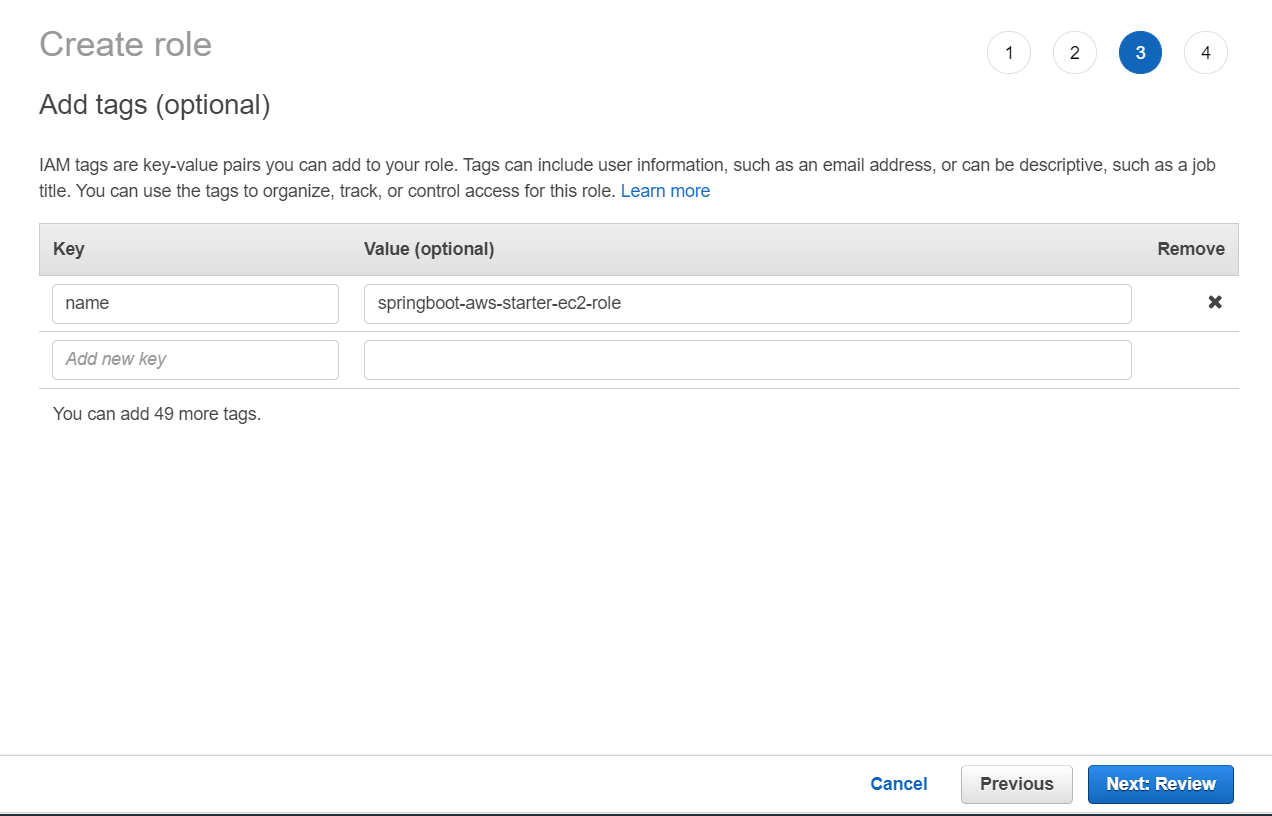 Create role
1 2 3 4
Add tags (optional)
IAM tags are key-value pairs you can add to your role. Tags can include user information, such as an email address, or can be descriptive, such as a job
title. You can use the tags to organize, track, or control access for this role. Learn more
Key Value (optional) Remove
name springboot-aws-starter-ec2-role ✖
Add new key
You can add 49 more tags.
Cancel Previous Next: Review